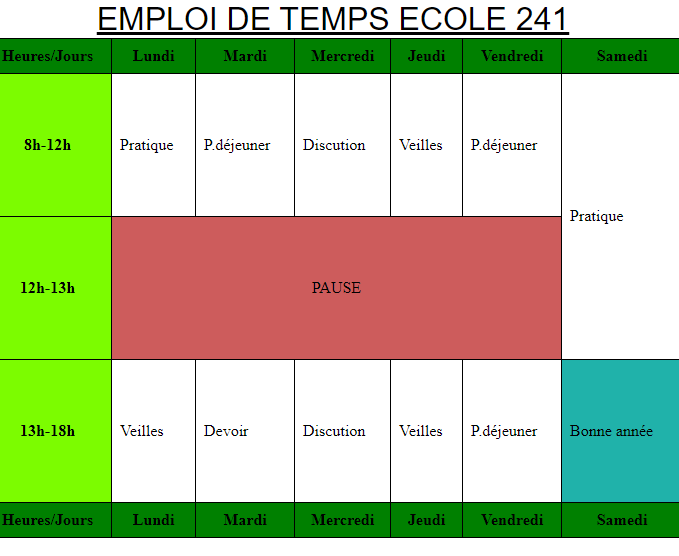 EMPLOI DE TEMPS ECOLE 241
Heures/Jours Lundi Mardi Mercredi Jeudi Vendredi Samedi
8h-12h Pratique P.déjeuner Discution Veilles P.déjeuner
Pratique
12h-13h PAUSE
13h-18h Veilles Devoir Discution Veilles P.déjeuner Bonne année
Heures/Jours Lundi Mardi Mercredi Jeudi Vendredi Samedi